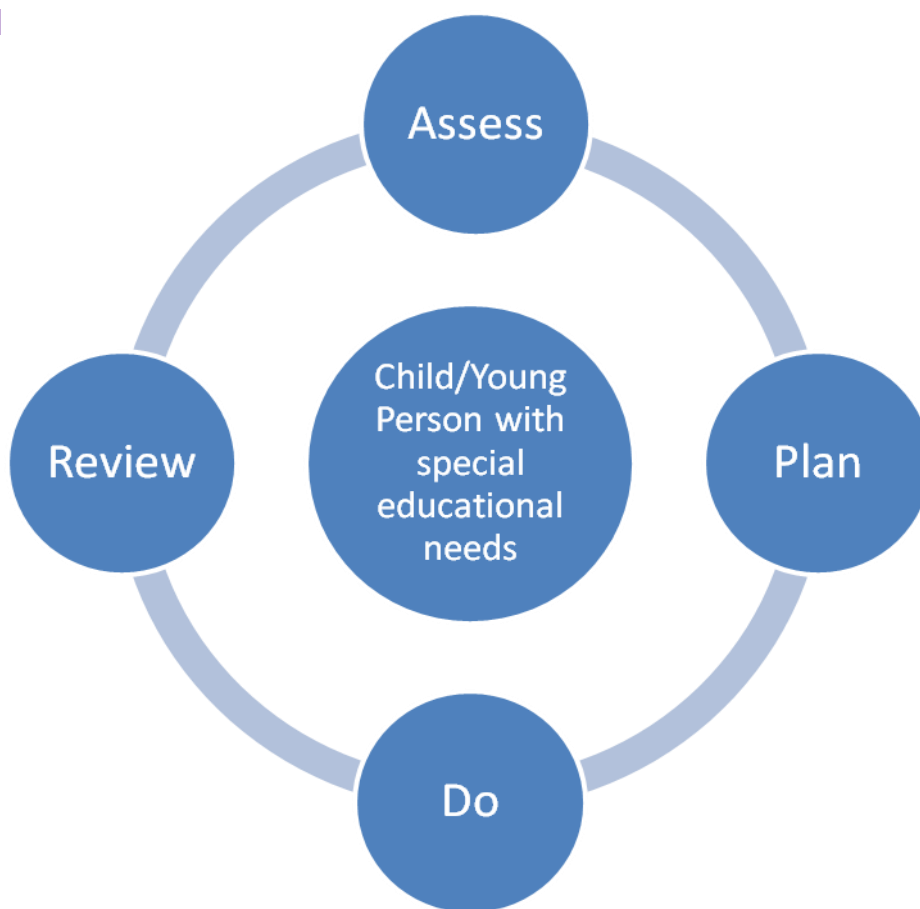 Assess
Child/Young
Person with
special
educational
needs
Review
Plan
Do